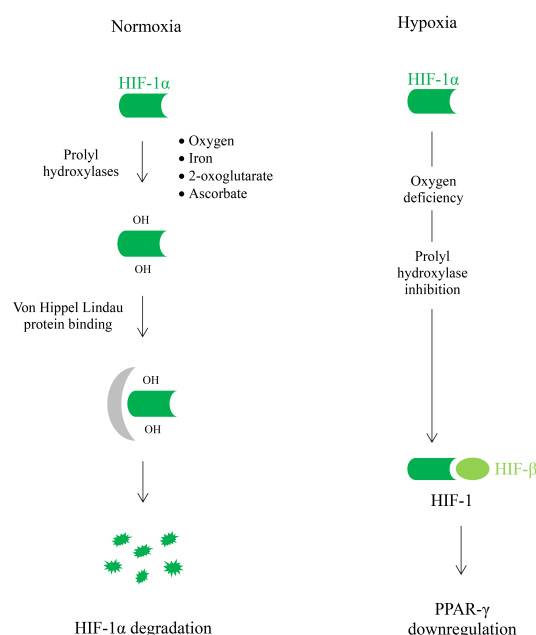 Normoxia
HIF-1α
Prolyl
hydroxylases
• Oxygen
• Iron
• 2-oxoglutarate
• Ascorbate
OH
OH
Von Hippel Lindau
protein binding
OH
OH
HIF-1α degradation
Hypoxia
HIF-1α
Oxygen
deficiency
Prolyl
hydroxylase
inhibition
HIF-β
HIF-1
PPAR-γ
downregulation